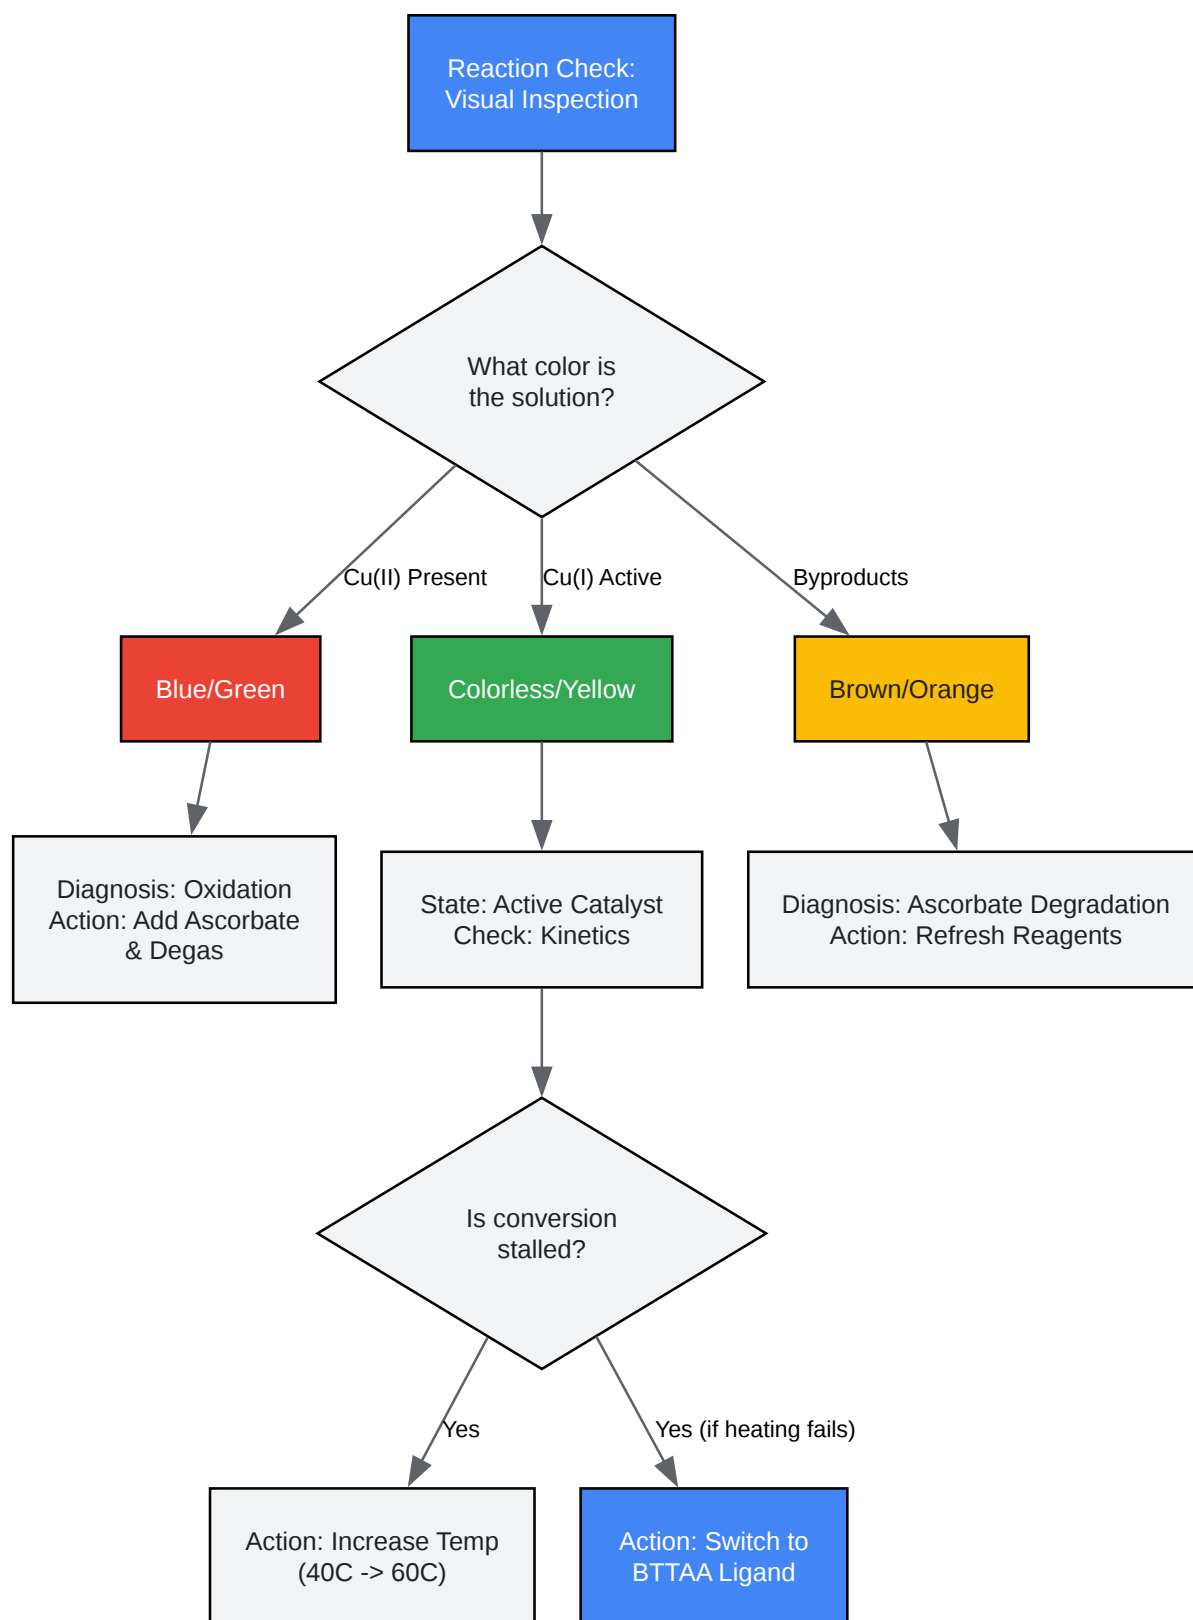 Reaction Check:
Visual Inspection
What color is
the solution?
Cu(II) Present
Cu(I) Active
Byproducts
Blue/Green
Colorless/Yellow
Brown/Orange
Diagnosis: Oxidation
Action: Add Ascorbate
& Degas
State: Active Catalyst
Check: Kinetics
Diagnosis: Ascorbate Degradation
Action: Refresh Reagents
Is conversion
stalled?
Yes
Yes (if heating fails)
Action: Increase Temp
(40C -> 60C)
Action: Switch to
BTTAA Ligand